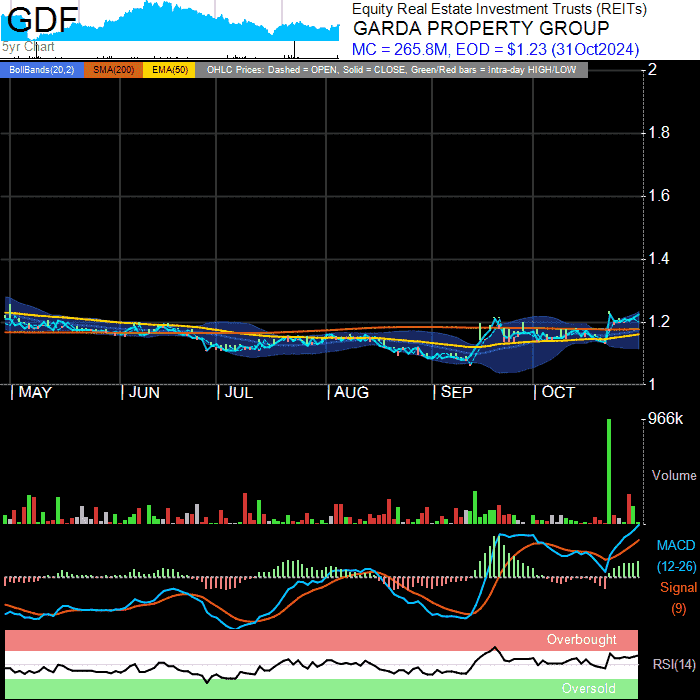 GDF
5yr Chart
Equity Real Estate Investment Trusts (REITs)
GARDA PROPERTY GROUP
MC = 265.8M, EOD = $1.23 (31Oct2024)
BollBands(20,2) SMA(200) EMA(50) OHLC Prices: Dashed = OPEN, Solid = CLOSE, Green/Red bars = Intra-day HIGH/LOW
2
1.8
1.6
1.4
1.2
1
MAY JUN JUL AUG SEP OCT
966k
Volume
MACD
(12-26)
Signal
(9)
Overbought
RSI(14)
Oversold